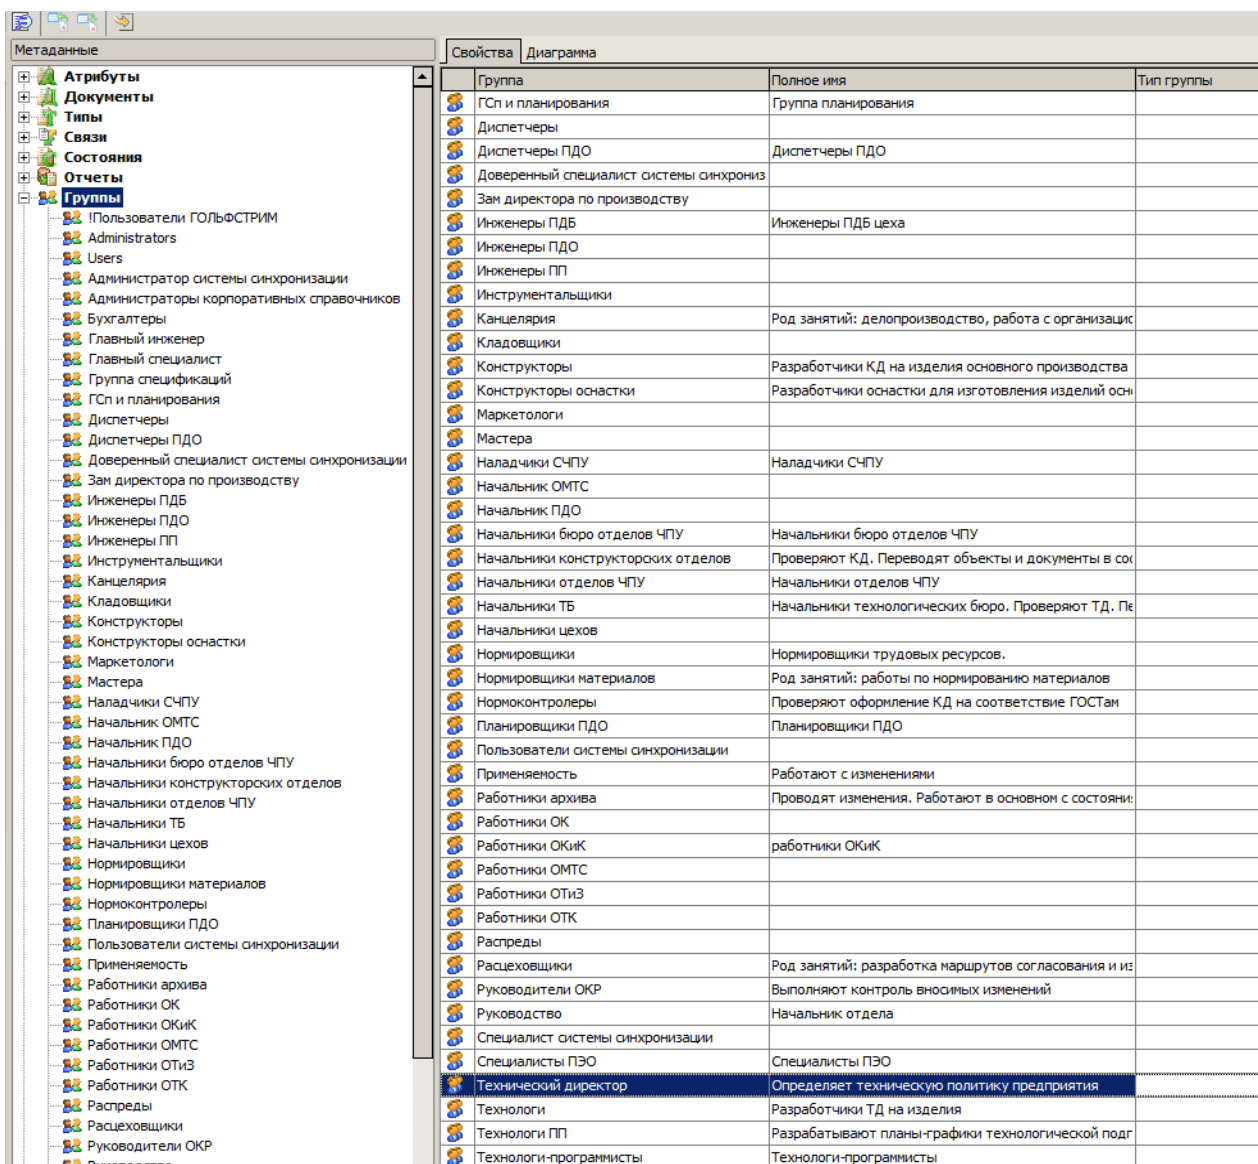 Метаданные
Атрибуты
Документы
Типы
Связи
Состояния
Отчеты
Группы
!Пользователи ГОЛЬФСТРИМ
Administrators
Users
Администратор системы синхронизации
Администраторы корпоративных справочников
Бухгалтеры
Главный инженер
Главный специалист
Группа спецификаций
ГСп и планирования
Диспетчеры
Диспетчеры ПДО
Доверенный специалист системы синхронизации
Зам директора по производству
Инженеры ПДБ
Инженеры ПДО
Инженеры ПП
Инструментальщики
Канцелярия
Кладовщики
Конструкторы
Конструкторы оснастки
Маркетологи
Мастера
Наладчики СЧПУ
Начальник ОМТС
Начальник ПДО
Начальники бюро отделов ЧПУ
Начальники конструкторских отделов
Начальники отделов ЧПУ
Начальники ТБ
Начальники цехов
Нормировщики
Нормировщики материалов
Нормоконтролеры
Планировщики ПДО
Пользователи системы синхронизации
Применяемость
Работники архива
Работники ОК
Работники ОКиК
Работники ОМТС
Работники ОТиЗ
Работники ОТК
Распреды
Расцеховщики
Руководители ОКР
Свойства Диаграмма
Группа Полное имя Тип группы
ГСп и планирования Группа планирования
Диспетчеры
Диспетчеры ПДО Диспетчеры ПДО
Доверенный специалист системы синхрониз
Зам директора по производству
Инженеры ПДБ Инженеры ПДБ цеха
Инженеры ПДО
Инженеры ПП
Инструментальщики
Канцелярия Род занятий: делопроизводство, работа с организацис
Кладовщики
Конструкторы Разработчики КД на изделия основного производства
Конструкторы оснастки Разработчики оснастки для изготовления изделий осн
Маркетологи
Мастера
Наладчики СЧПУ Наладчики СЧПУ
Начальник ОМТС
Начальник ПДО
Начальники бюро отделов ЧПУ Начальники бюро отделов ЧПУ
Начальники конструкторских отделов Проверяют КД. Переводят объекты и документы в сос
Начальники отделов ЧПУ Начальники отделов ЧПУ
Начальники ТБ Начальники технологических бюро. Проверяют ТД. Пе
Начальники цехов
Нормировщики Нормировщики трудовых ресурсов.
Нормировщики материалов Род занятий: работы по нормированию материалов
Нормоконтролеры Проверяют оформление КД на соответствие ГОСТам
Планировщики ПДО Планировщики ПДО
Пользователи системы синхронизации
Применяемость Работают с изменениями
Работники архива Проводят изменения. Работают в основном с состояни
Работники ОК
Работники ОКиК работники ОКиК
Работники ОМТС
Работники ОТиЗ
Работники ОТК
Распреды
Расцеховщики Род занятий: разработка маршрутов согласования и из
Руководители ОКР Выполняют контроль вносимых изменений
Руководство Начальник отдела
Специалист системы синхронизации
Специалисты ПЭО Специалисты ПЭО
Технический директор Определяет техническую политику предприятия
Технологи Разработчики ТД на изделия
Технологи ПП Разрабатывают планы-графики технологической подг
Технологи-программисты Технологи-программисты